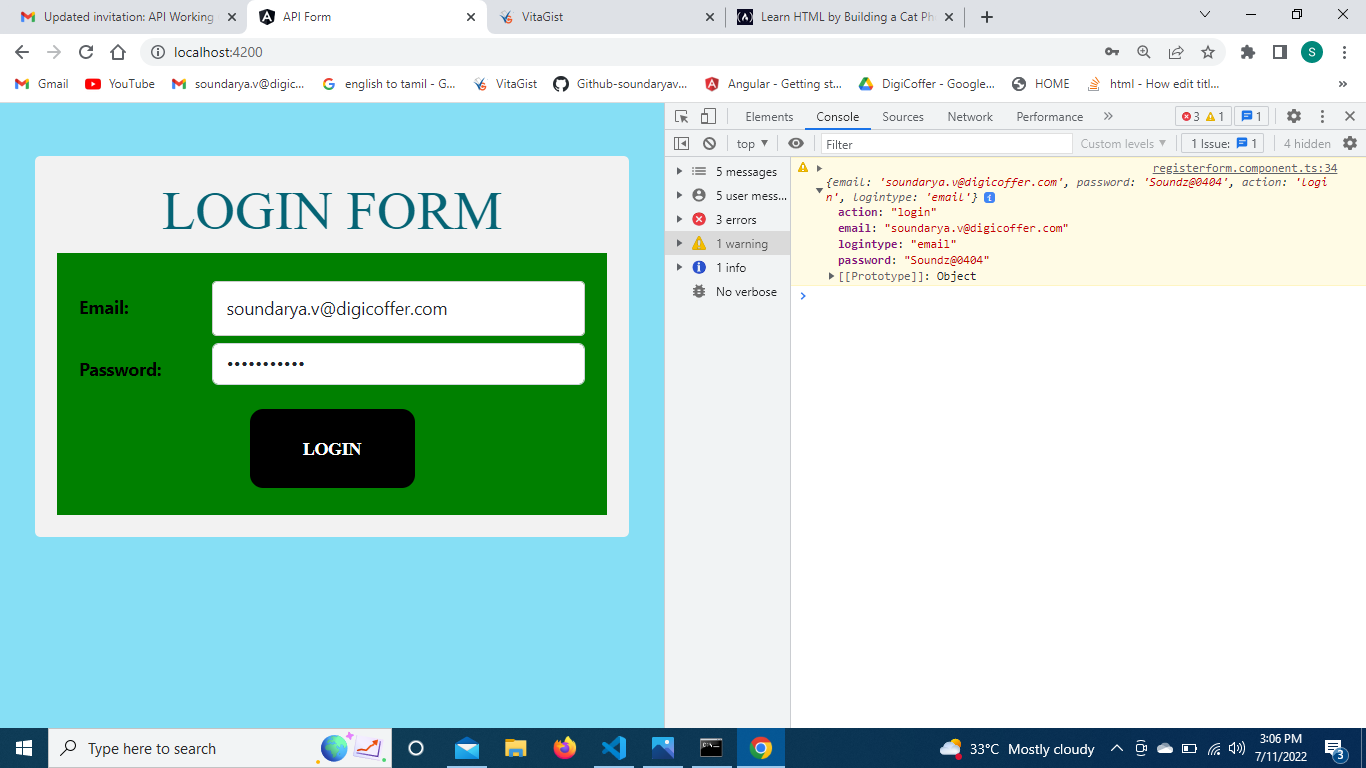 Updated invitation: API Working
API Form
VitaGist
Learn HTML by Building a Cat Ph
localhost:4200
S
Gmail
YouTube
soundarya.v@digic...
english to tamil - G...
VitaGist
Github-soundaryav...
Angular - Getting st...
DigiCoffer - Google...
HOME
html - How edit titl...
LOGIN FORM
Email:
soundarya.v@digicoffer.com
Password:
LOGIN
Elements
Console
Sources
Network
Performance
3
1
1
top
Filter
Custom levels
1 Issue:
1
4 hidden
5 messages
5 user mess...
3 errors
1 warning
1 info
No verbose
registerform.component.ts:34
{email: 'soundarya.v@digicoffer.com', password: 'Soundz@0404', action: 'logi
n', logintype: 'email'} i
action: "login"
email: "soundarya.v@digicoffer.com"
logintype: "email"
password: "Soundz@0404"
[[Prototype]]: Object
Type here to search
33°C Mostly cloudy
3:06 PM
7/11/2022
3